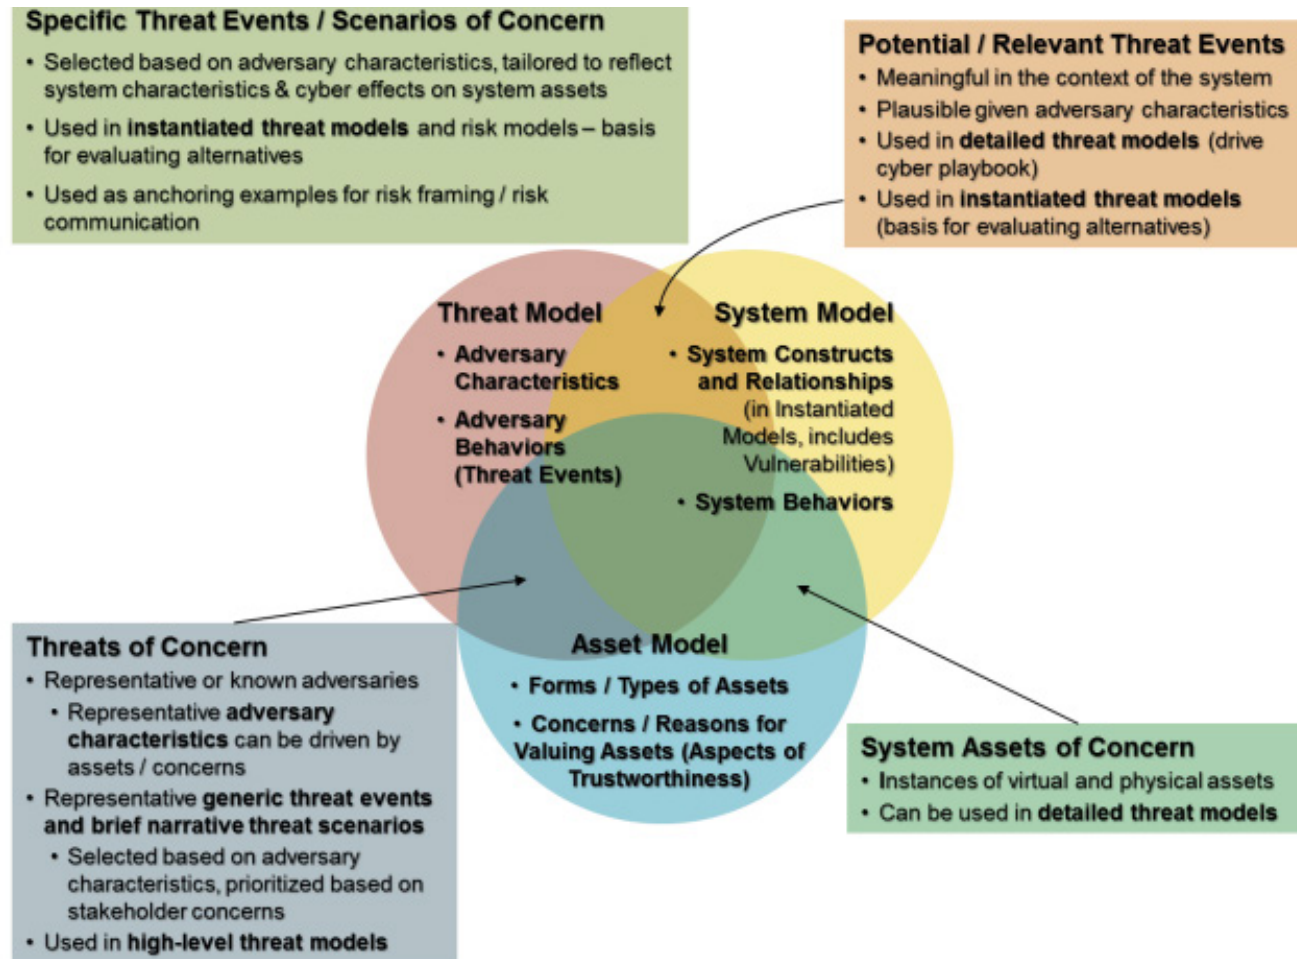 Specific Threat Events / Scenarios of Concern
• Selected based on adversary characteristics, tailored to reflect
system characteristics & cyber effects on system assets
• Used in instantiated threat models and risk models – basis
for evaluating alternatives
• Used as anchoring examples for risk framing / risk
communication
Potential / Relevant Threat Events
• Meaningful in the context of the system
• Plausible given adversary characteristics
• Used in detailed threat models (drive
cyber playbook)
• Used in instantiated threat models
(basis for evaluating alternatives)
Threat Model
• Adversary
Characteristics
• Adversary
Behaviors
(Threat Events)
System Model
• System Constructs
and Relationships
(in Instantiated
Models, includes
Vulnerabilities)
• System Behaviors
Asset Model
• Forms / Types of Assets
• Concerns / Reasons for
Valuing Assets (Aspects of
Trustworthiness)
Threats of Concern
• Representative or known adversaries
• Representative adversary
characteristics can be driven by
assets / concerns
• Representative generic threat events
and brief narrative threat scenarios
• Selected based on adversary
characteristics, prioritized based on
stakeholder concerns
• Used in high-level threat models
System Assets of Concern
• Instances of virtual and physical assets
• Can be used in detailed threat models